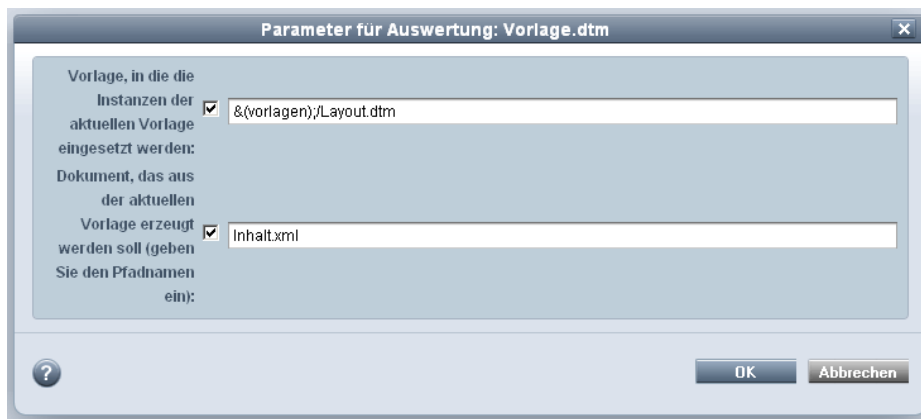 Parameter für Auswertung: Vorlage.dtm
Vorlage, in die die
Instanzen der
aktuellen Vorlage
eingesetzt werden:
&(vorlagen);/Layout.dtm
Dokument, das aus
der aktuellen
Vorlage erzeugt
werden soll (geben
Sie den Pfadnamen
ein):
Inhalt.xml
?
OK
Abbrechen